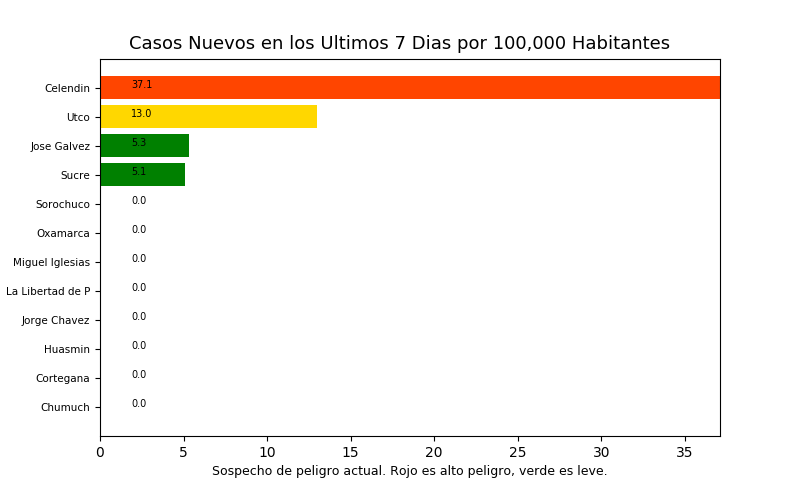 Casos Nuevos en los Ultimos 7 Dias por 100,000 Habitantes
Celendin 37.1
Utco 13.0
Jose Galvez 5.3
Sucre 5.1
Sorochuco 0.0
Oxamarca 0.0
Miguel Iglesias 0.0
La Libertad de P 0.0
Jorge Chavez 0.0
Huasmin 0.0
Cortegana 0.0
Chumuch 0.0
0 5 10 15 20 25 30 35
Sospecho de peligro actual. Rojo es alto peligro, verde es leve.